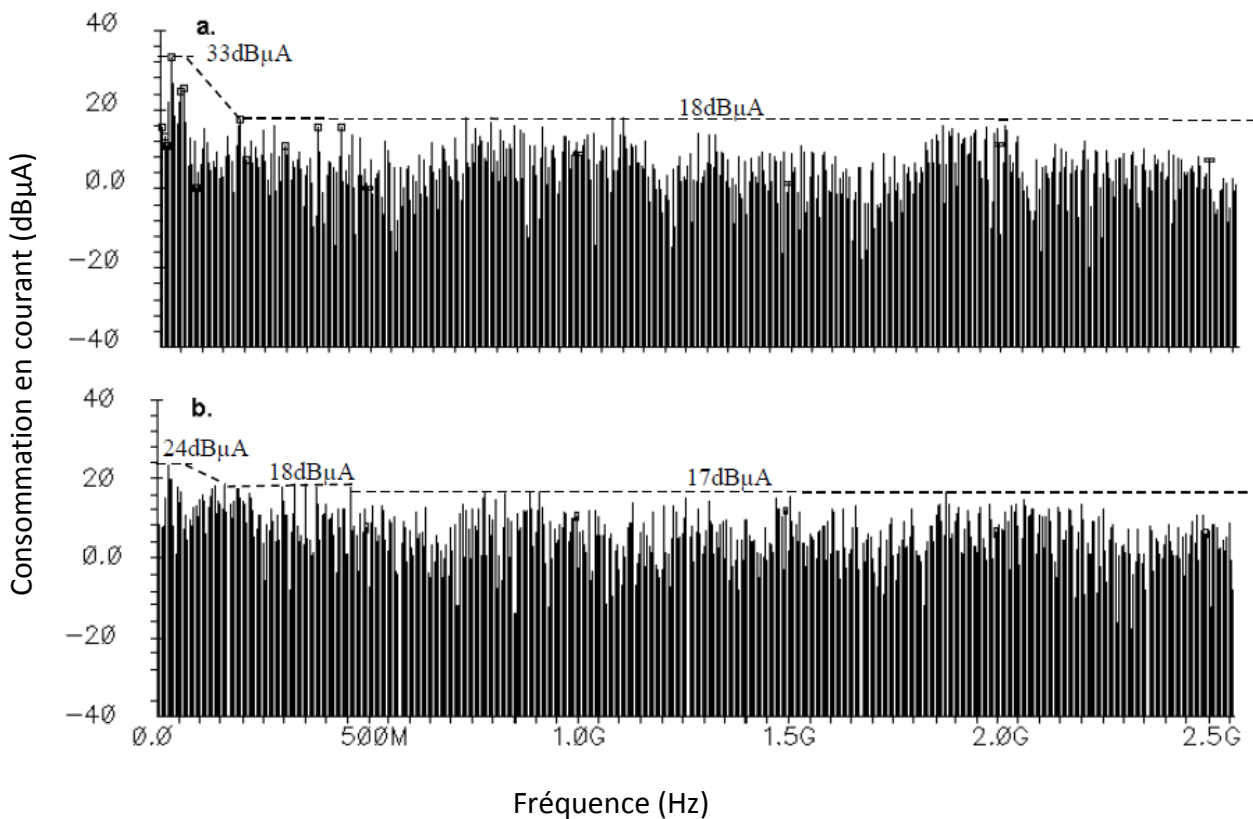 Consommation en courant (dBµA)
a.
40
33dBµA
20
18dBµA
0.0
-20
-40
b.
40
24dBµA
20
18dBµA
17dBµA
0.0
-20
-40
0.0
500M
1.0G
1.5G
2.0G
2.5G
Fréquence (Hz)